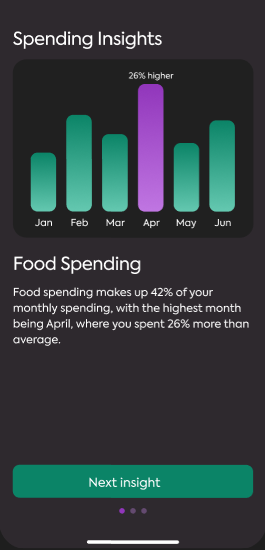 Spending Insights
26% higher
Jan Feb Mar Apr May Jun
Food Spending
Food spending makes up 42% of your
monthly spending, with the highest month
being April, where you spent 26% more than
average.
Next insight